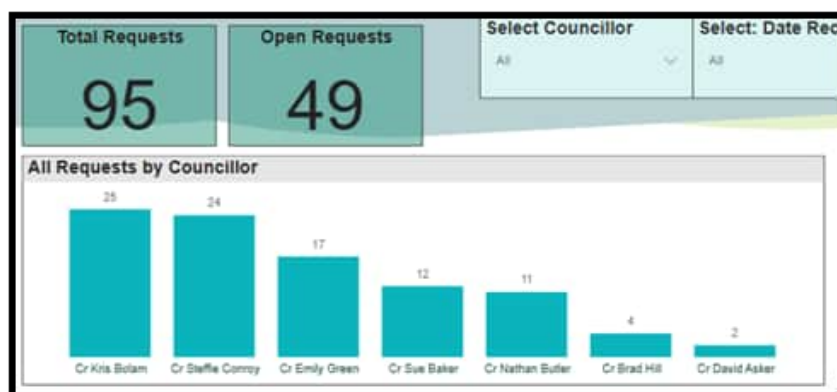 Total Requests
95
Open Requests
49
Select Councillor
All
Select: Date Rec
All
All Requests by Councillor
25
24
17
12
11
4
2
Cr Kris Bolam
Cr Steffie Conroy
Cr Emily Green
Cr Sue Baker
Cr Nathan Butler
Cr Brad Hill
Cr David Asker